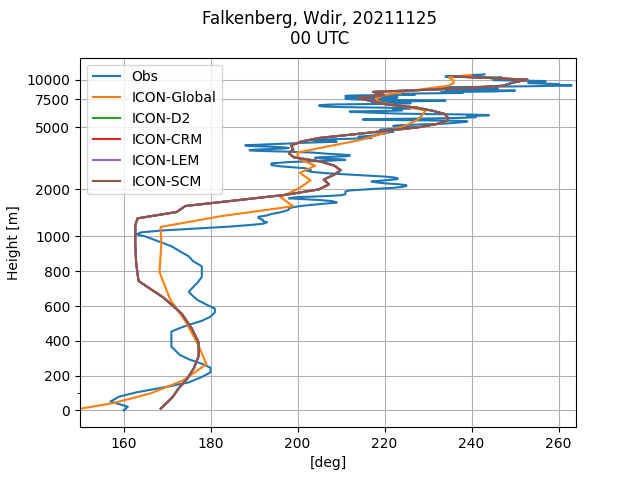 Falkenberg, Wdir, 20211125
00 UTC
Obs
ICON-Global
ICON-D2
ICON-CRM
ICON-LEM
ICON-SCM
10000
7500
5000
2000
1000
800
600
400
200
0
Height [m]
160 180 200 220 240 260
[deg]